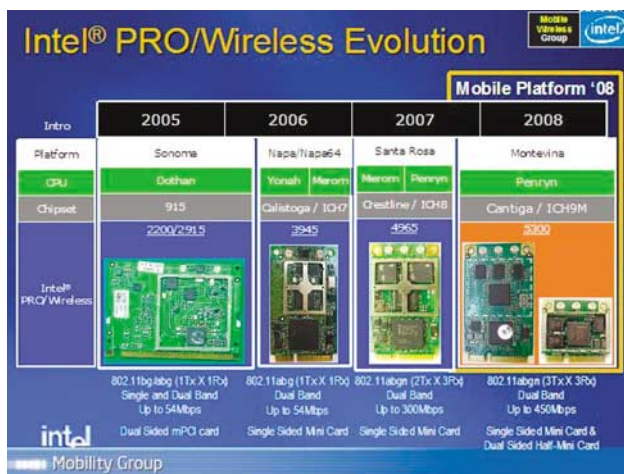 Intel® PRO/Wireless Evolution
Mobile
Wireless
Group
intel
Mobile Platform '08
Intro
2005
2006
2007
2008
Platform
Sonoma
Napa/Napa64
Santa Rosa
Montevina
CPU
Dothan
Yonah
Merom
Merom
Penryn
Penryn
Chipset
915
Calistoga / ICH7
Crestline / ICH8
Cantiga / ICH9M
Intel®
PRO/Wireless
2200/2915
3945
4965
5300
802.11bg/abg (1Tx X 1Rx)
Single and Dual Band
Up to 54Mbps
Dual Sided mPCI card
802.11abg (1Tx X 1Rx)
Dual Band
Up to 54Mbps
Single Sided Mini Card
802.11abgn (2Tx X 3Rx)
Dual Band
Up to 300Mbps
Single Sided Mini Card
802.11abgn (3Tx X 3Rx)
Dual Band
Up to 450Mbps
Single Sided Mini Card &
Dual Sided Half-Mini Card
intel
Mobility Group